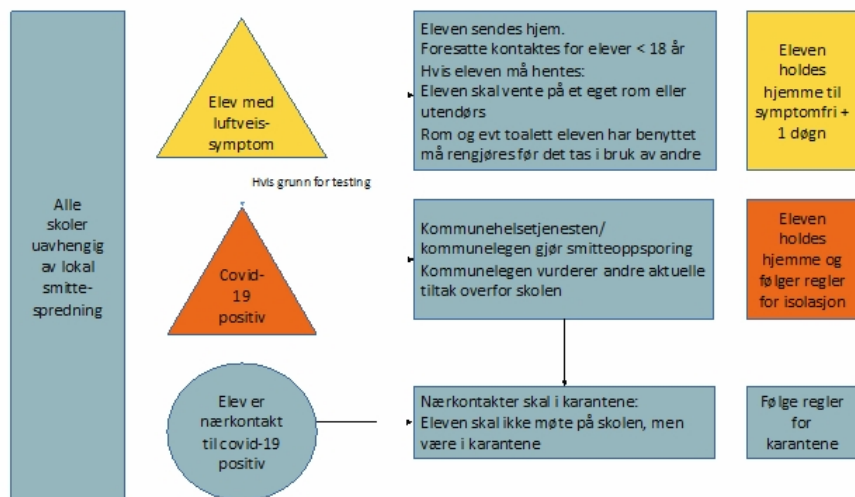 Alle
skoler
uavhengig
av lokal
smitte-
spredning
Elev med
luftveis-
symptom
Eleven sendes hjem.
Foresatte kontaktes for elever < 18 år
Hvis eleven må hentes:
Eleven skal vente på et eget rom eller
utendørs
Rom og evt toalett eleven har benyttet
må rengjøres før det tas i bruk av andre
Eleven
holdes
hjemme til
symptomfri +
1 døgn
Hvis grunn for testing
Covid-
19
positiv
Kommunehelsetjenesten/
kommunelegen gjør smitteoppsporing
Kommunelegen vurderer andre aktuelle
tiltak overfor skolen
Eleven
holdes
hjemme og
følger regler
for isolasjon
Elev er
nærkontakt
til covid-19
positiv
Nærkontakter skal i karantene:
Eleven skal ikke møte på skolen, men
være i karantene
Følge regler
for
karantene